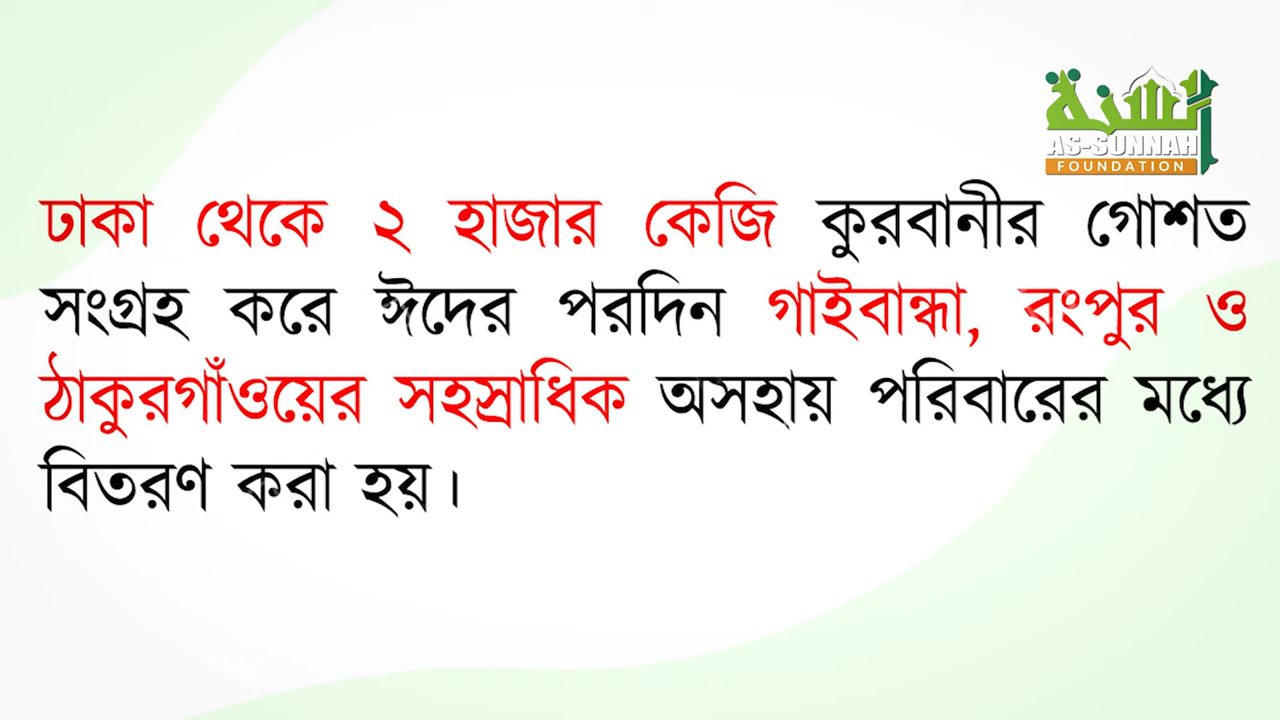 السنة
AS-SUNNAH
FOUNDATION
ঢাকা থেকে ২ হাজার কেজি কুরবানীর গোশত
সংগ্রহ করে ঈদের পরদিন গাইবান্ধা, রংপুর ও
ঠাকুরগাঁওয়ের সহস্রাধিক অসহায় পরিবারের মধ্যে
বিতরণ করা হয়।